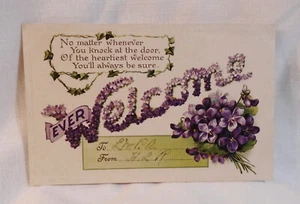 No matter whenever
You knock at the door,
Of the heartiest welcome
You'll always be sure.
EVER
Welcome
To
From